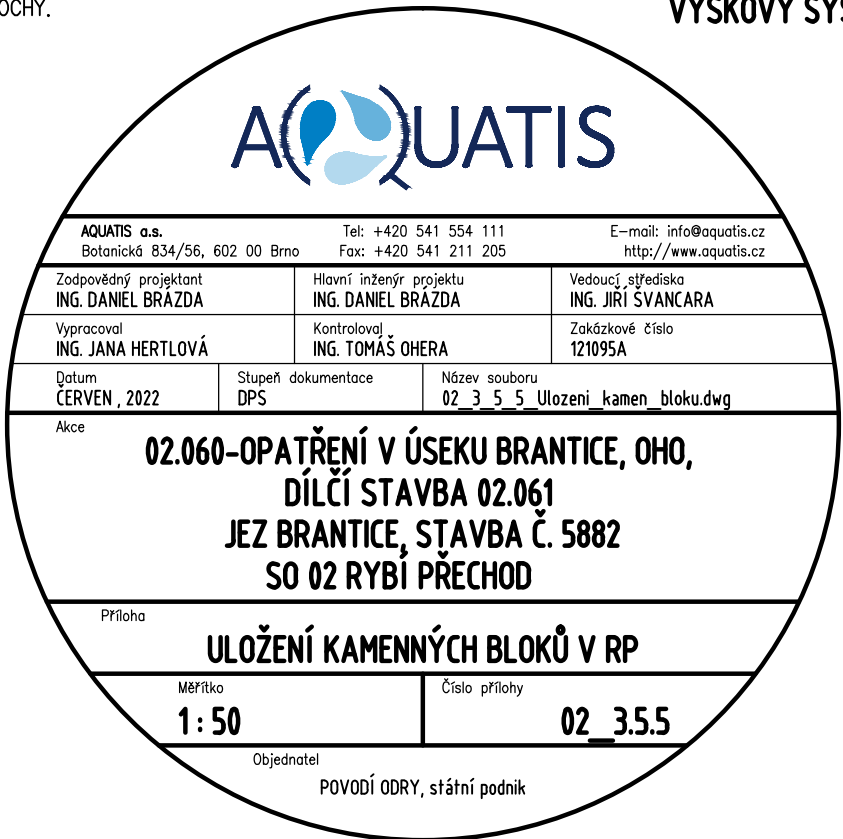 OCHY.
VÝŠKOVÝ SYS
AQUATIS
AQUATIS a.s.
Botanická 834/56, 602 00 Brno
Tel: +420 541 554 111
Fax: +420 541 211 205
E-mail: info@aquatis.cz
http://www.aquatis.cz
Zodpovědný projektant
ING. DANIEL BRÁZDA
Hlavní inženýr projektu
ING. DANIEL BRÁZDA
Vedoucí střediska
ING. JIŘÍ ŠVANCARA
Vypracoval
ING. JANA HERTLOVÁ
Kontroloval
ING. TOMÁŠ OHERA
Zakázkové číslo
121095A
Datum
ČERVEN , 2022
Stupeň dokumentace
DPS
Název souboru
02_3_5_5_Ulozeni_kamen_bloku.dwg
Akce
02.060-OPATŘENÍ V ÚSEKU BRANTICE, OHO,
DÍLČÍ STAVBA 02.061
JEZ BRANTICE, STAVBA Č. 5882
SO 02 RYBÍ PŘECHOD
Příloha
ULOŽENÍ KAMENNÝCH BLOKŮ V RP
Měřítko
1:50
Číslo přílohy
02_3.5.5
Objednatel
POVODÍ ODRY, státní podnik